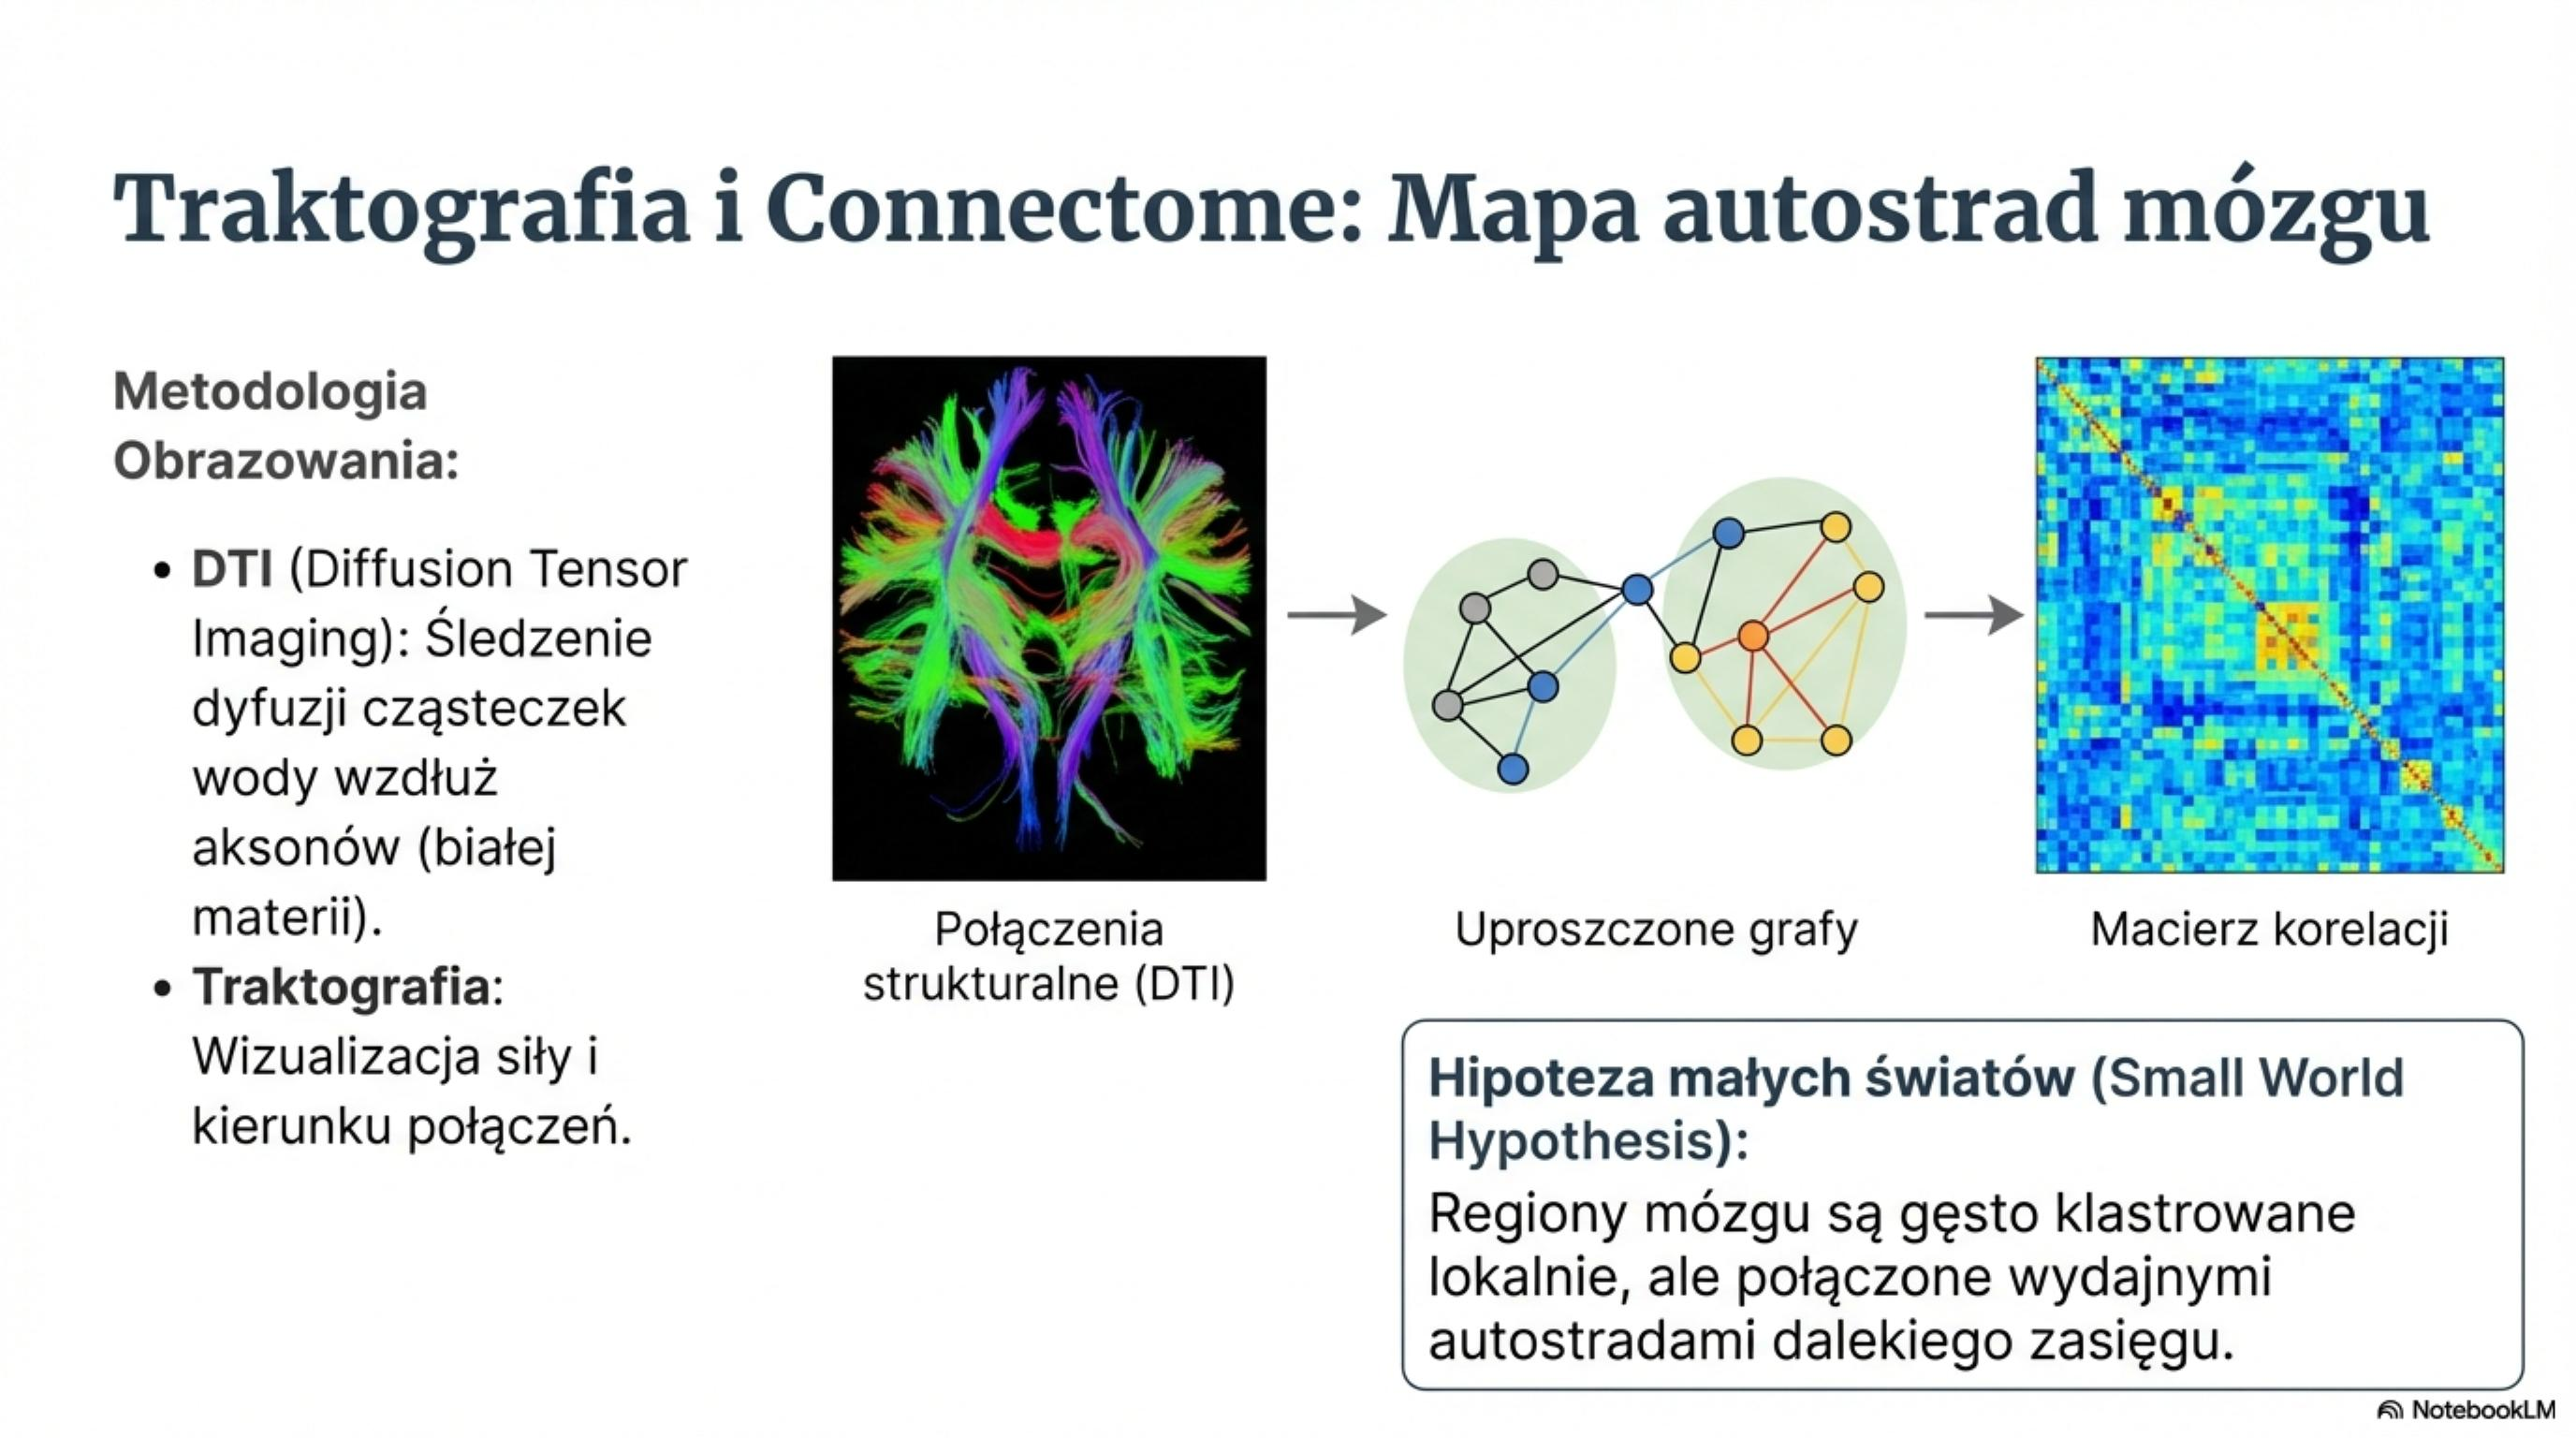 Traktografia i Connectome: Mapa autostrad mózgu
Metodologia
Obrazowania:
• DTI (Diffusion Tensor
Imaging): Śledzenie
dyfuzji cząsteczek
wody wzdłuż
aksonów (białej
materii).
• Traktografia:
Wizualizacja siły i
kierunku połączeń.
Połączenia
strukturalne (DTI)
Uproszczone grafy
Macierz korelacji
Hipoteza małych światów (Small World
Hypothesis):
Regiony mózgu są gęsto klastrowane
lokalnie, ale połączone wydajnymi
autostradami dalekiego zasięgu.
NotebookLM